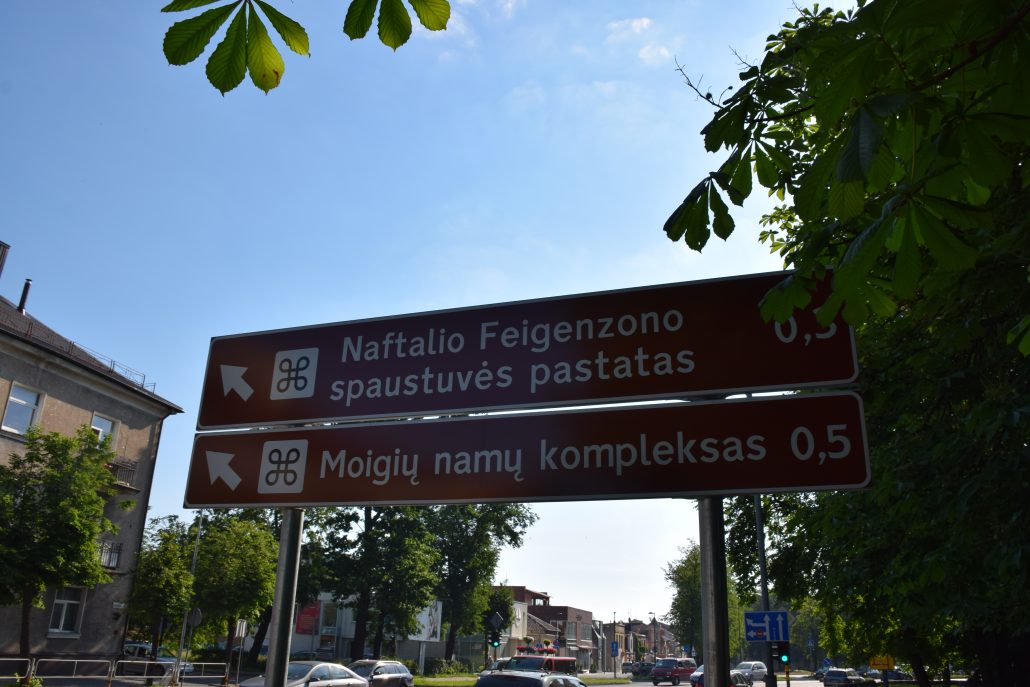 Naftalio Feigenzono
spaustuvės pastatas
Moigių namų kompleksas 0,5